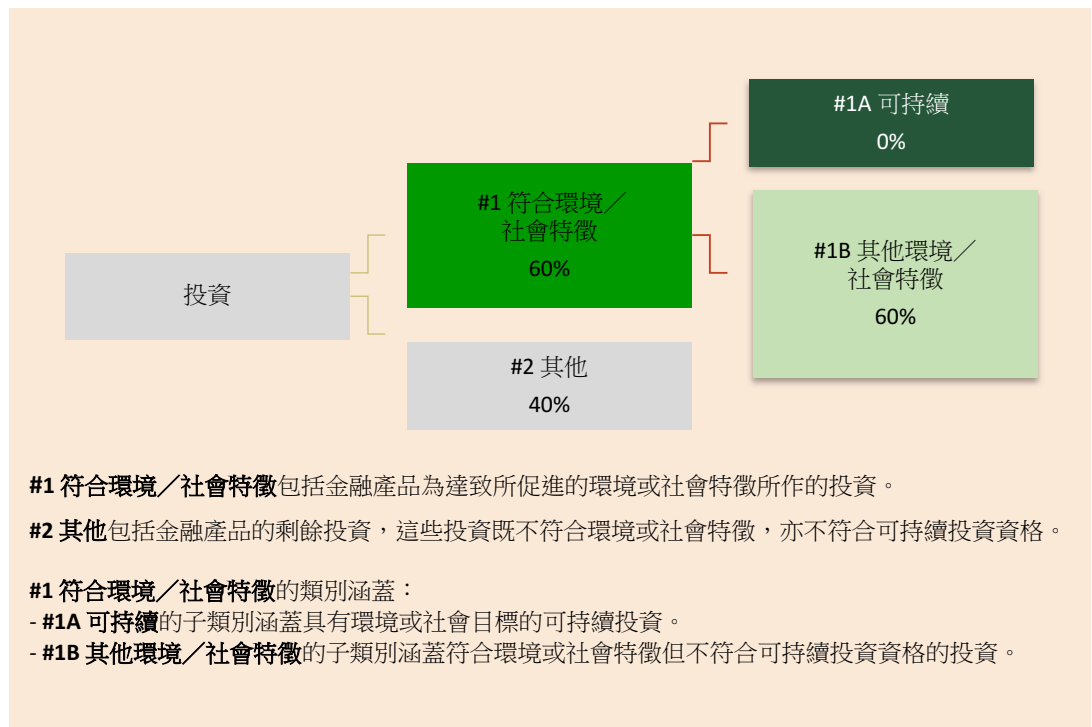 #1A 可持續
0%
#1 符合環境／
社會特徵
60%
#1B 其他環境／
社會特徵
60%
投資
#2 其他
40%
#1 符合環境／社會特徵包括金融產品為達致所促進的環境或社會特徵所作的投資。
#2 其他包括金融產品的剩餘投資，這些投資既不符合環境或社會特徵，亦不符合可持續投資資格。
#1 符合環境／社會特徵的類別涵蓋：
- #1A 可持續的子類別涵蓋具有環境或社會目標的可持續投資。
- #1B 其他環境／社會特徵的子類別涵蓋符合環境或社會特徵但不符合可持續投資資格的投資。